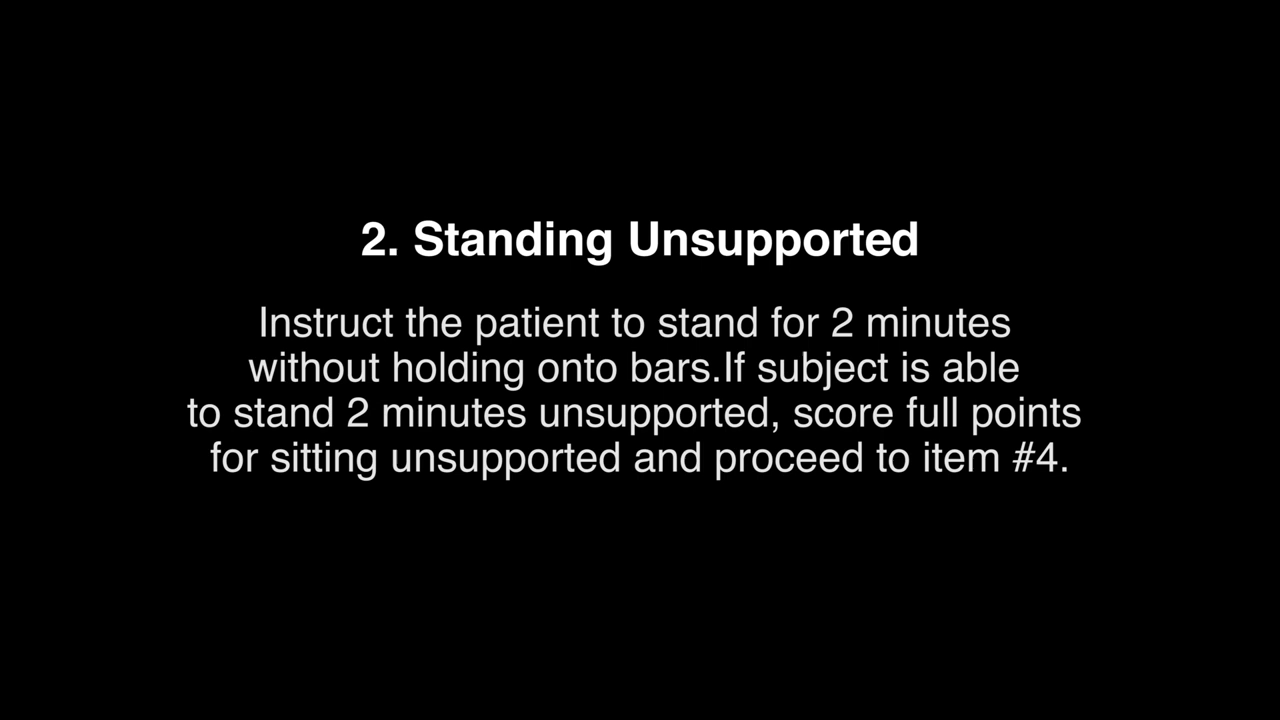 2. Standing Unsupported
Instruct the patient to stand for 2 minutes
without holding onto bars.If subject is able
to stand 2 minutes unsupported, score full points
for sitting unsupported and proceed to item #4.